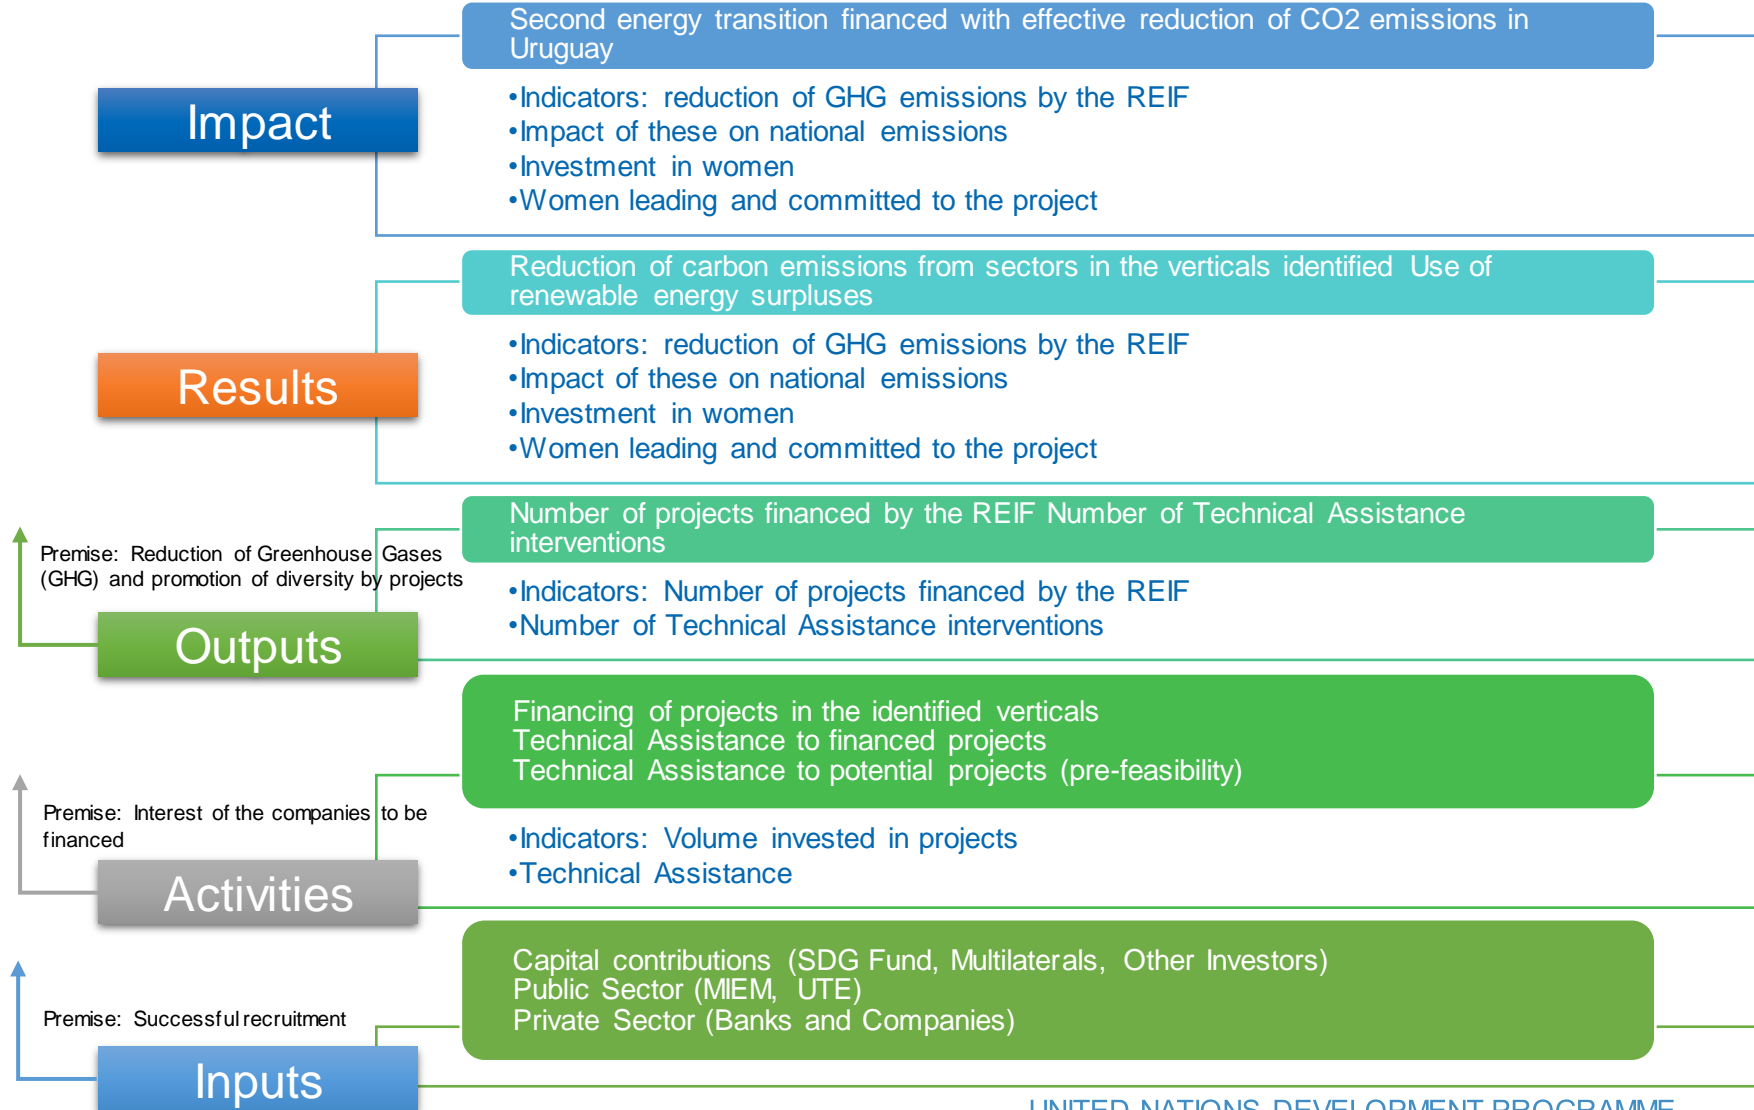 Second energy transition financed with effective reduction of CO2 emissions in
Uruguay
Impact
•Indicators: reduction of GHG emissions by the REIF
•Impact of these on national emissions
•Investment in women
•Women leading and committed to the project
Reduction of carbon emissions from sectors in the verticals identified Use of
renewable energy surpluses
Results
•Indicators: reduction of GHG emissions by the REIF
•Impact of these on national emissions
•Investment in women
•Women leading and committed to the project
Number of projects financed by the REIF Number of Technical Assistance
interventions
Premise: Reduction of Greenhouse Gases
(GHG) and promotion of diversity by projects
•Indicators: Number of projects financed by the REIF
•Number of Technical Assistance interventions
Outputs
Financing of projects in the identified verticals
Technical Assistance to financed projects
Technical Assistance to potential projects (pre-feasibility)
Premise: Interest of the companies to be
financed
•Indicators: Volume invested in projects
•Technical Assistance
Activities
Capital contributions (SDG Fund, Multilaterals, Other Investors)
Public Sector (MIEM, UTE)
Private Sector (Banks and Companies)
Premise: Successful recruitment
Inputs
UNITED NATIONS DEVELOPMENT PROGRAMME